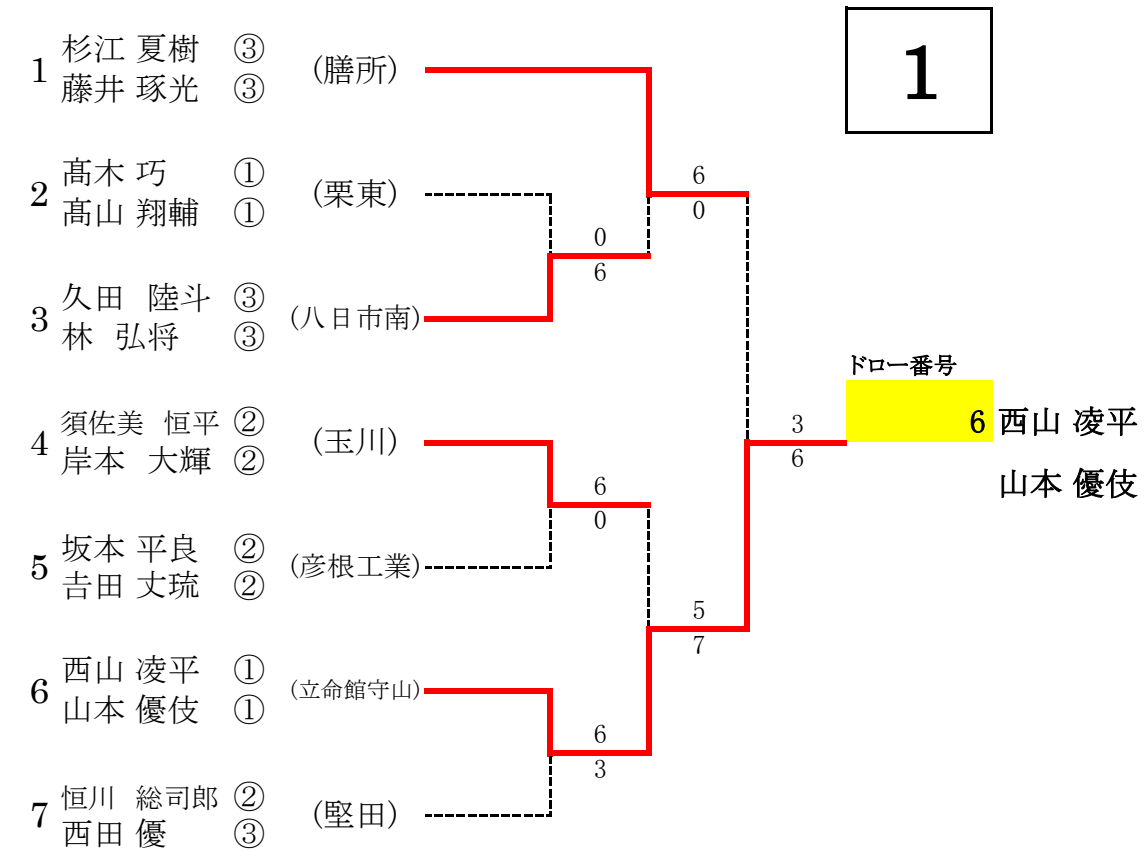 1
杉江 夏樹 ③
藤井 琢光 ③
(膳所)
1
2
髙木 巧 ①
髙山 翔輔 ①
(栗東)
6
0
0
6
3
久田 陸斗 ③
林 弘将 ③
(八日市南)
ドロー番号
6 西山 凌平
山本 優伎
3
6
4
須佐美 恒平 ②
岸本 大輝 ②
(玉川)
6
0
5
坂本 平良 ②
𠮷田 丈琉 ②
(彦根工業)
5
7
6
西山 凌平 ①
山本 優伎 ①
(立命館守山)
6
3
7
恒川 総司郎 ②
西田 優 ③
(堅田)